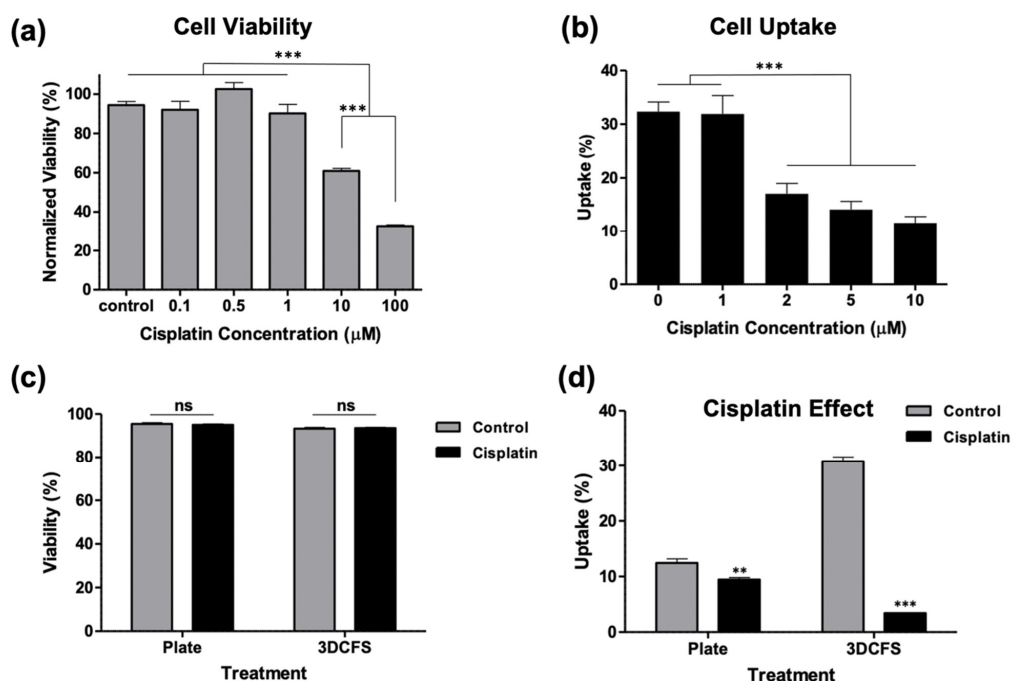 (a)
Cell Viability
***
***
Normalized Viability (%)
100
80
60
40
20
0
control 0.1 0.5 1 10 100
Cisplatin Concentration (μM)
(b)
Cell Uptake
***
Uptake (%)
40
30
20
10
0
0 1 2 5 10
Cisplatin Concentration (μM)
(c)
ns ns
Viability (%)
100
80
60
40
20
0
Plate 3DCFS
Treatment
Control
Cisplatin
(d)
Cisplatin Effect
Control
Cisplatin
Uptake (%)
40
30
20
10
0
**
***
Plate 3DCFS
Treatment